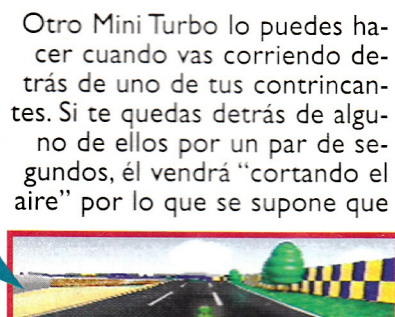 Otro Mini Turbo lo puedes ha-
cer cuando vas corriendo de-
trás de uno de tus contrincan-
tes. Si te quedas detrás de algu-
no de ellos por un par de se-
gundos, él vendrá “cortando el
aire” por lo que se supone que